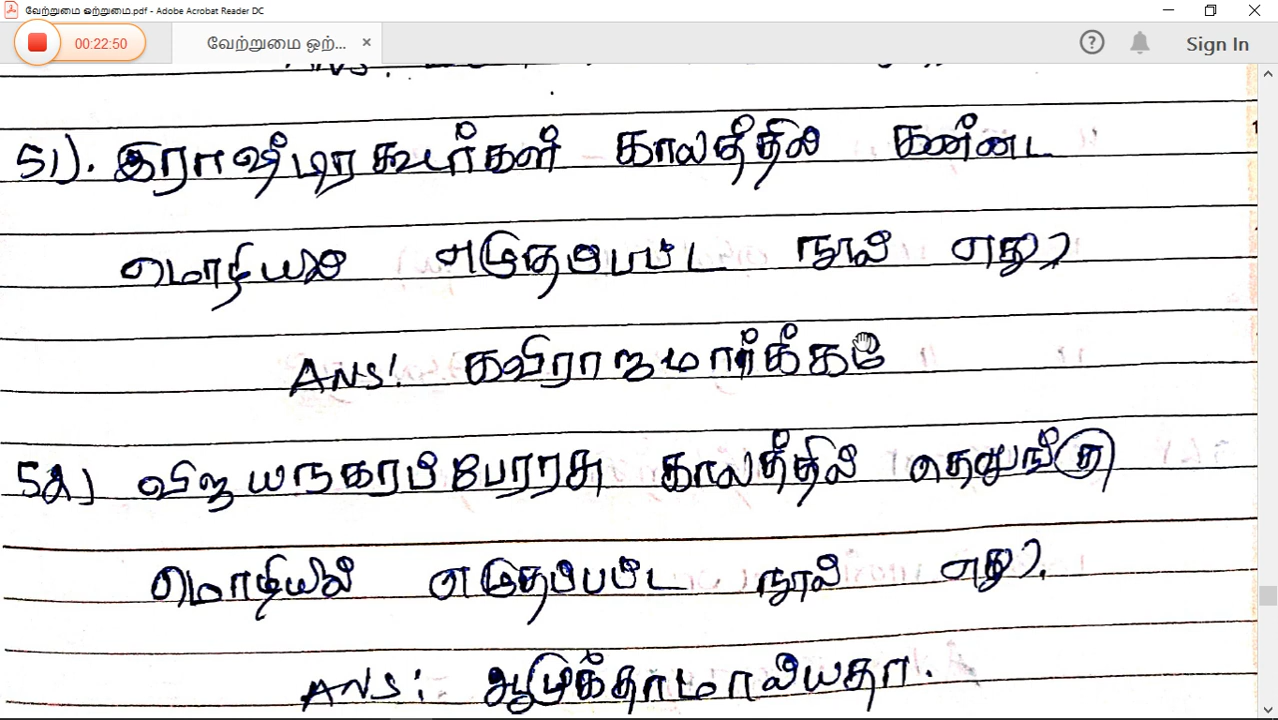 வேற்றுமை ஒற்றுமை.pdf - Adobe Acrobat Reader DC
00:22:50 வேற்றுமை ஒற்... × Sign In
51). இராஷ்டிரகூடர்கள் காலத்தில் கன்னட
மொழியில் எழுதப்பட்ட நூல் எது?
ANS: கவிராஜமார்க்கம்
52) விஜயநகரப்பேரரசு காலத்தில் தெலுங்கு
மொழியில் எழுதப்பட்ட நூல் எது?
ANS: ஆமுக்தாமால்யதா.